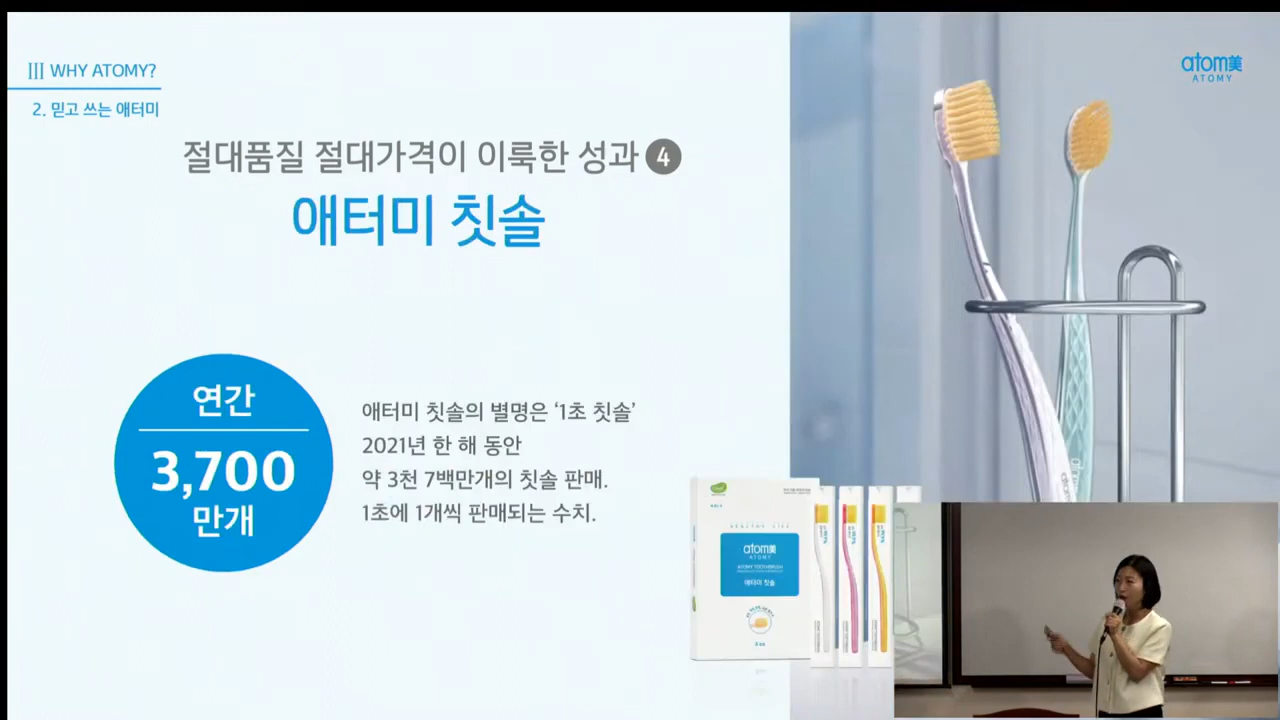 III WHY ATOMY?
2. 믿고 쓰는 애터미
atom美
ATOMY
절대품질 절대가격이 이룩한 성과 4
애터미 칫솔
연간
3,700
만개
애터미 칫솔의 별명은 ‘1초 칫솔’
2021년 한 해 동안
약 3천 7백만개의 칫솔 판매.
1초에 1개씩 판매되는 수치.
HEALTHY LIFE
atom美
ATOMY
ATOMY TOOTHBRUSH
애터미 칫솔